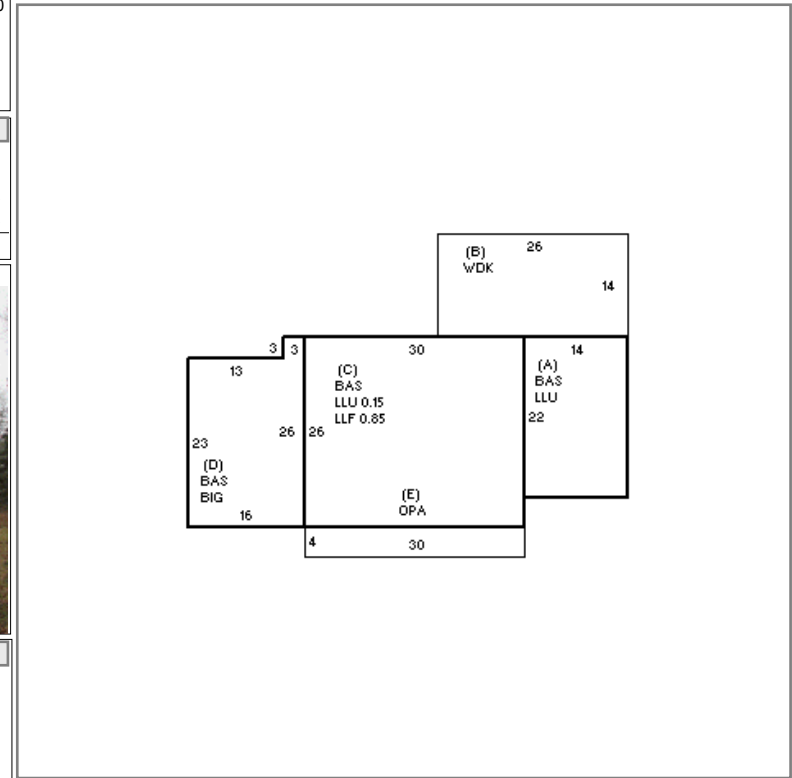 (B) 26
WDK
14
3 3 30 14
13
(C)
BAS
LLU 0.15
LLF 0.85
(A)
BAS
LLU
22
26 26
23
(D)
BAS
BIG
16
(E)
OPA
4 30